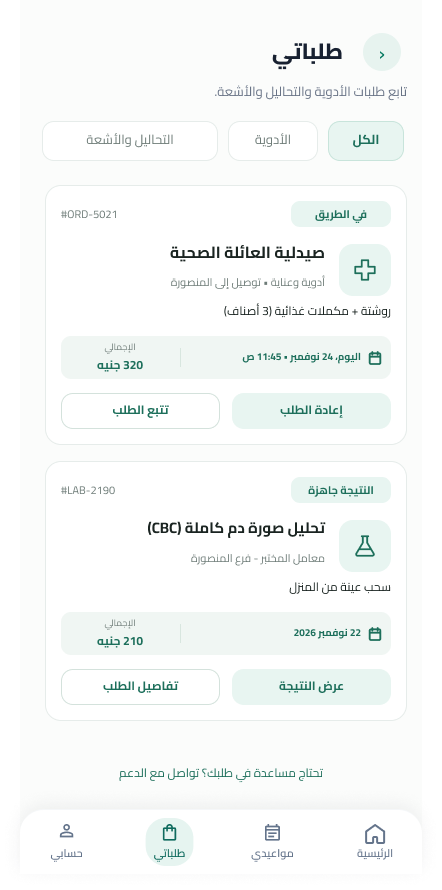 طلباتي
تابع طلبات الأدوية والتحاليل والأشعة.
الكل
الأدوية
التحاليل والأشعة
في الطريق
#ORD-5021
صيدلية العائلة الصحية
أدوية وعناية • توصيل إلى المنصورة
روشتة + مكملات غذائية (3 أصناف)
اليوم، 24 نوفمبر • 11:45 ص
الإجمالي
320 جنيه
إعادة الطلب
تتبع الطلب
النتيجة جاهزة
#LAB-2190
تحليل صورة دم كاملة (CBC)
معامل المختبر - فرع المنصورة
سحب عينة من المنزل
22 نوفمبر 2026
الإجمالي
210 جنيه
عرض النتيجة
تفاصيل الطلب
تحتاج مساعدة في طلبك؟ تواصل مع الدعم
الرئيسية
مواعيدي
طلباتي
حسابي